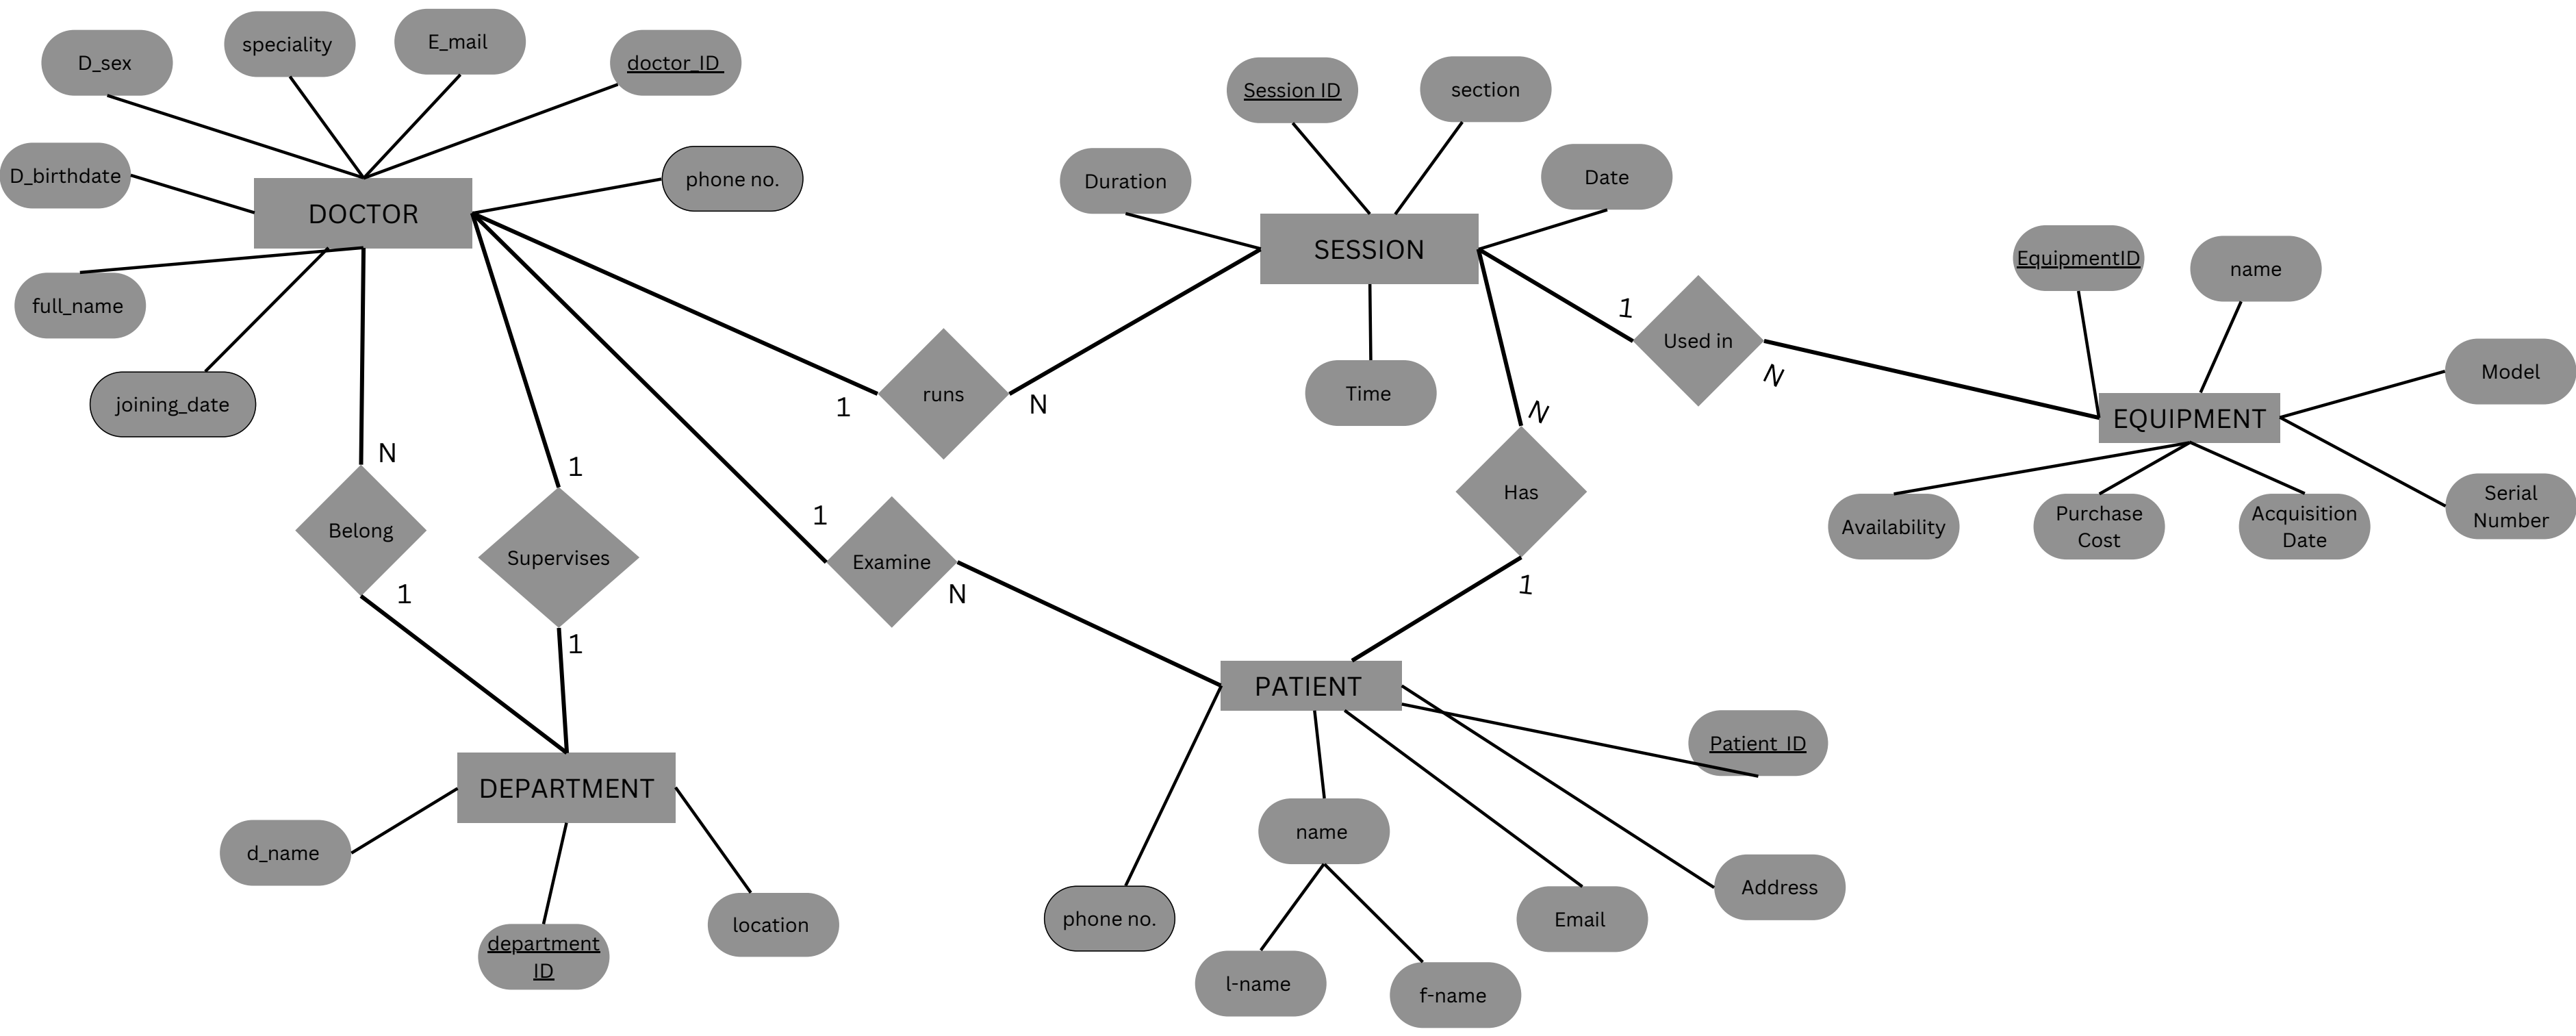 D_sex
speciality
E_mail
doctor_ID
D_birthdate
DOCTOR
phone no.
full_name
joining_date
Session ID
section
Duration
Date
SESSION
Time
EquipmentID
name
Model
EQUIPMENT
Serial
Number
Availability
Purchase
Cost
Acquisition
Date
1
Used in
N
1
runs
N
N
Has
1
N
Belong
1
1
Supervises
1
1
Examine
N
PATIENT
Patient_ID
name
Address
phone no.
Email
l-name
f-name
DEPARTMENT
d_name
location
department
ID